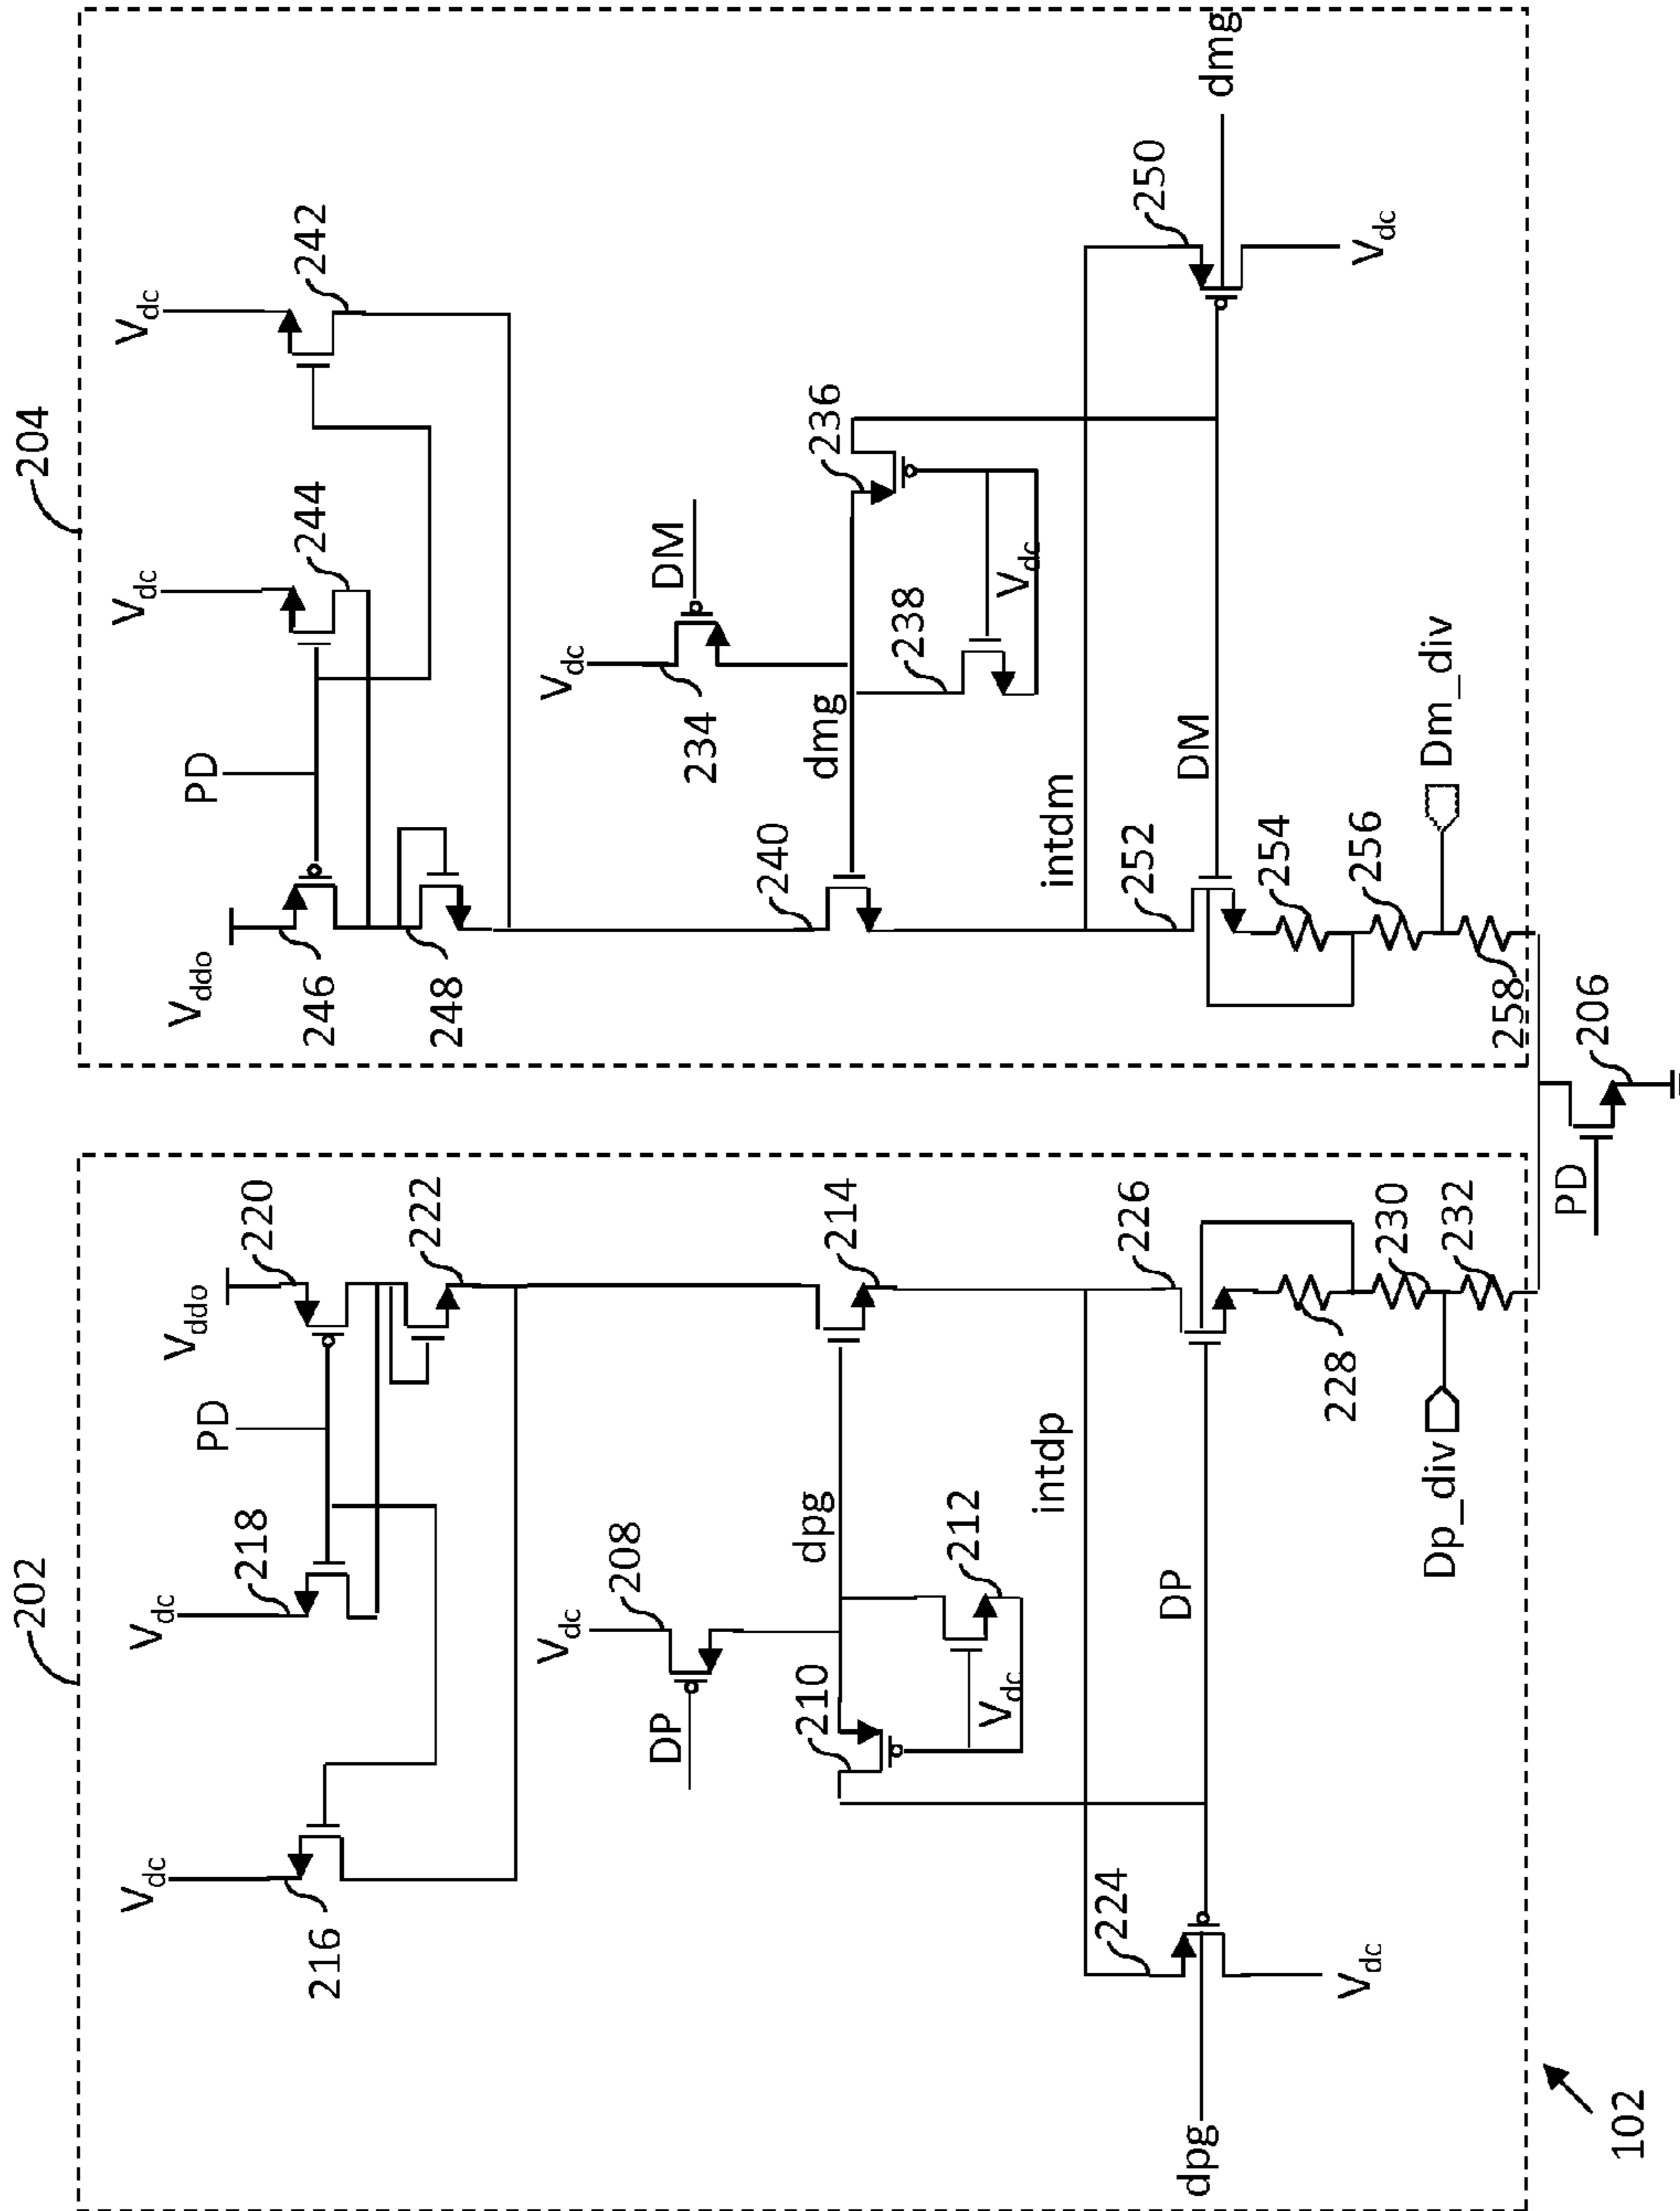 202
204
V_dc
216
V_dc
218
PD
V_ddo
220
222
V_ddo
246
248
PD
V_dc
244
V_dc
242
V_dc
208
DP
dpg
210
212
V_dc
214
V_dc
234
DM
dmg
240
236
238
V_dc
intdp
intdm
224
dpg
V_dc
DP
226
228
230
232
Dp_div
252
DM
254
256
258
Dm_div
250
dmg
V_dc
PD
206
102